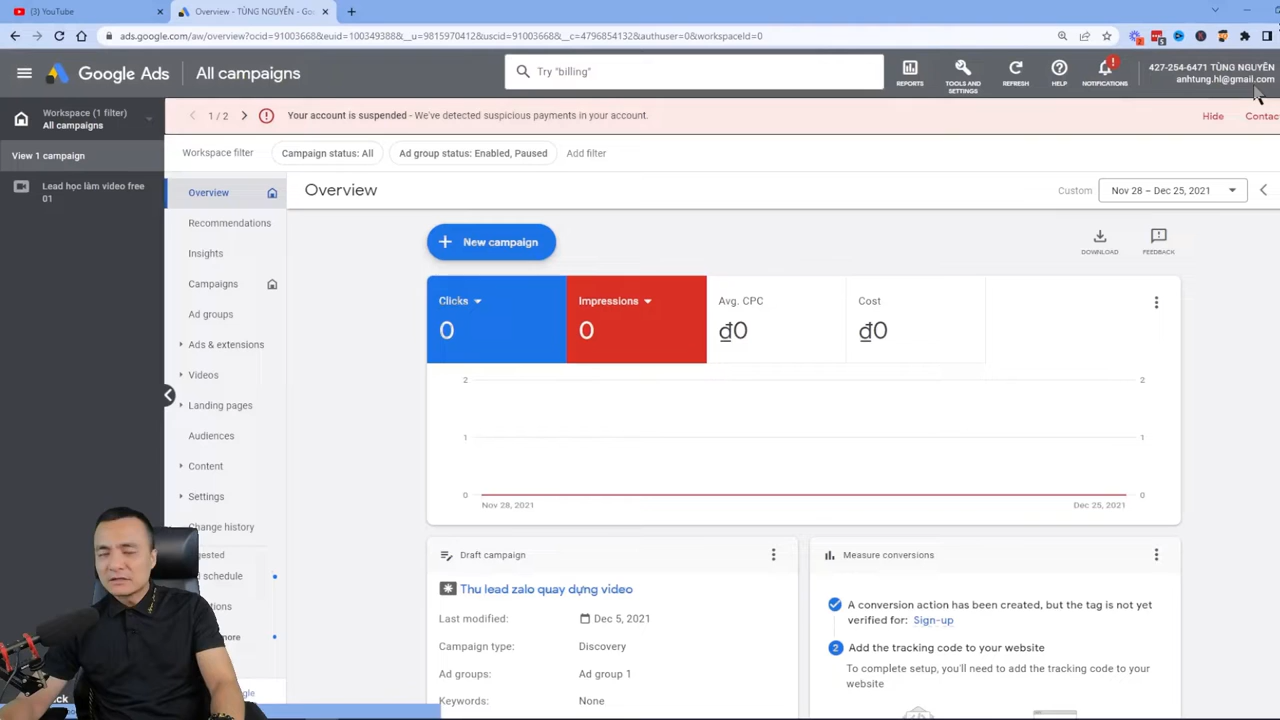 (3) YouTube
Overview - TÙNG NGUYỄN - Goo
ads.google.com/aw/overview?ocid=91003668&euid=1003493888&__u=9815970412&uscid=91003668&__c=4796854132&authuser=0&workspaceId=0
Google Ads
All campaigns
Try "billing"
REPORTS
TOOLS AND SETTINGS
REFRESH
HELP
NOTIFICATIONS
427-254-6471 TÙNG NGUYỄN
anhtung.hl@gmail.com
Workspace (1 filter)
All campaigns
1 / 2
Your account is suspended - We've detected suspicious payments in your account.
Hide
Contac
View 1 campaign
Lead học làm video free
01
Workspace filter
Campaign status: All
Ad group status: Enabled, Paused
Add filter
Overview
Recommendations
Insights
Campaigns
Ad groups
Ads & extensions
Videos
Landing pages
Audiences
Content
Settings
Change history
Overview
Custom
Nov 28 – Dec 25, 2021
New campaign
DOWNLOAD
FEEDBACK
Clicks
0
Impressions
0
Avg. CPC
₫0
Cost
₫0
2
2
1
1
0
0
Nov 28, 2021
Dec 25, 2021
Draft campaign
Thu lead zalo quay dựng video
Last modified:
Dec 5, 2021
Campaign type:
Discovery
Ad groups:
Ad group 1
Keywords:
None
Measure conversions
A conversion action has been created, but the tag is not yet
verified for: Sign-up
2
Add the tracking code to your website
To complete setup, you'll need to add the tracking code to your
website